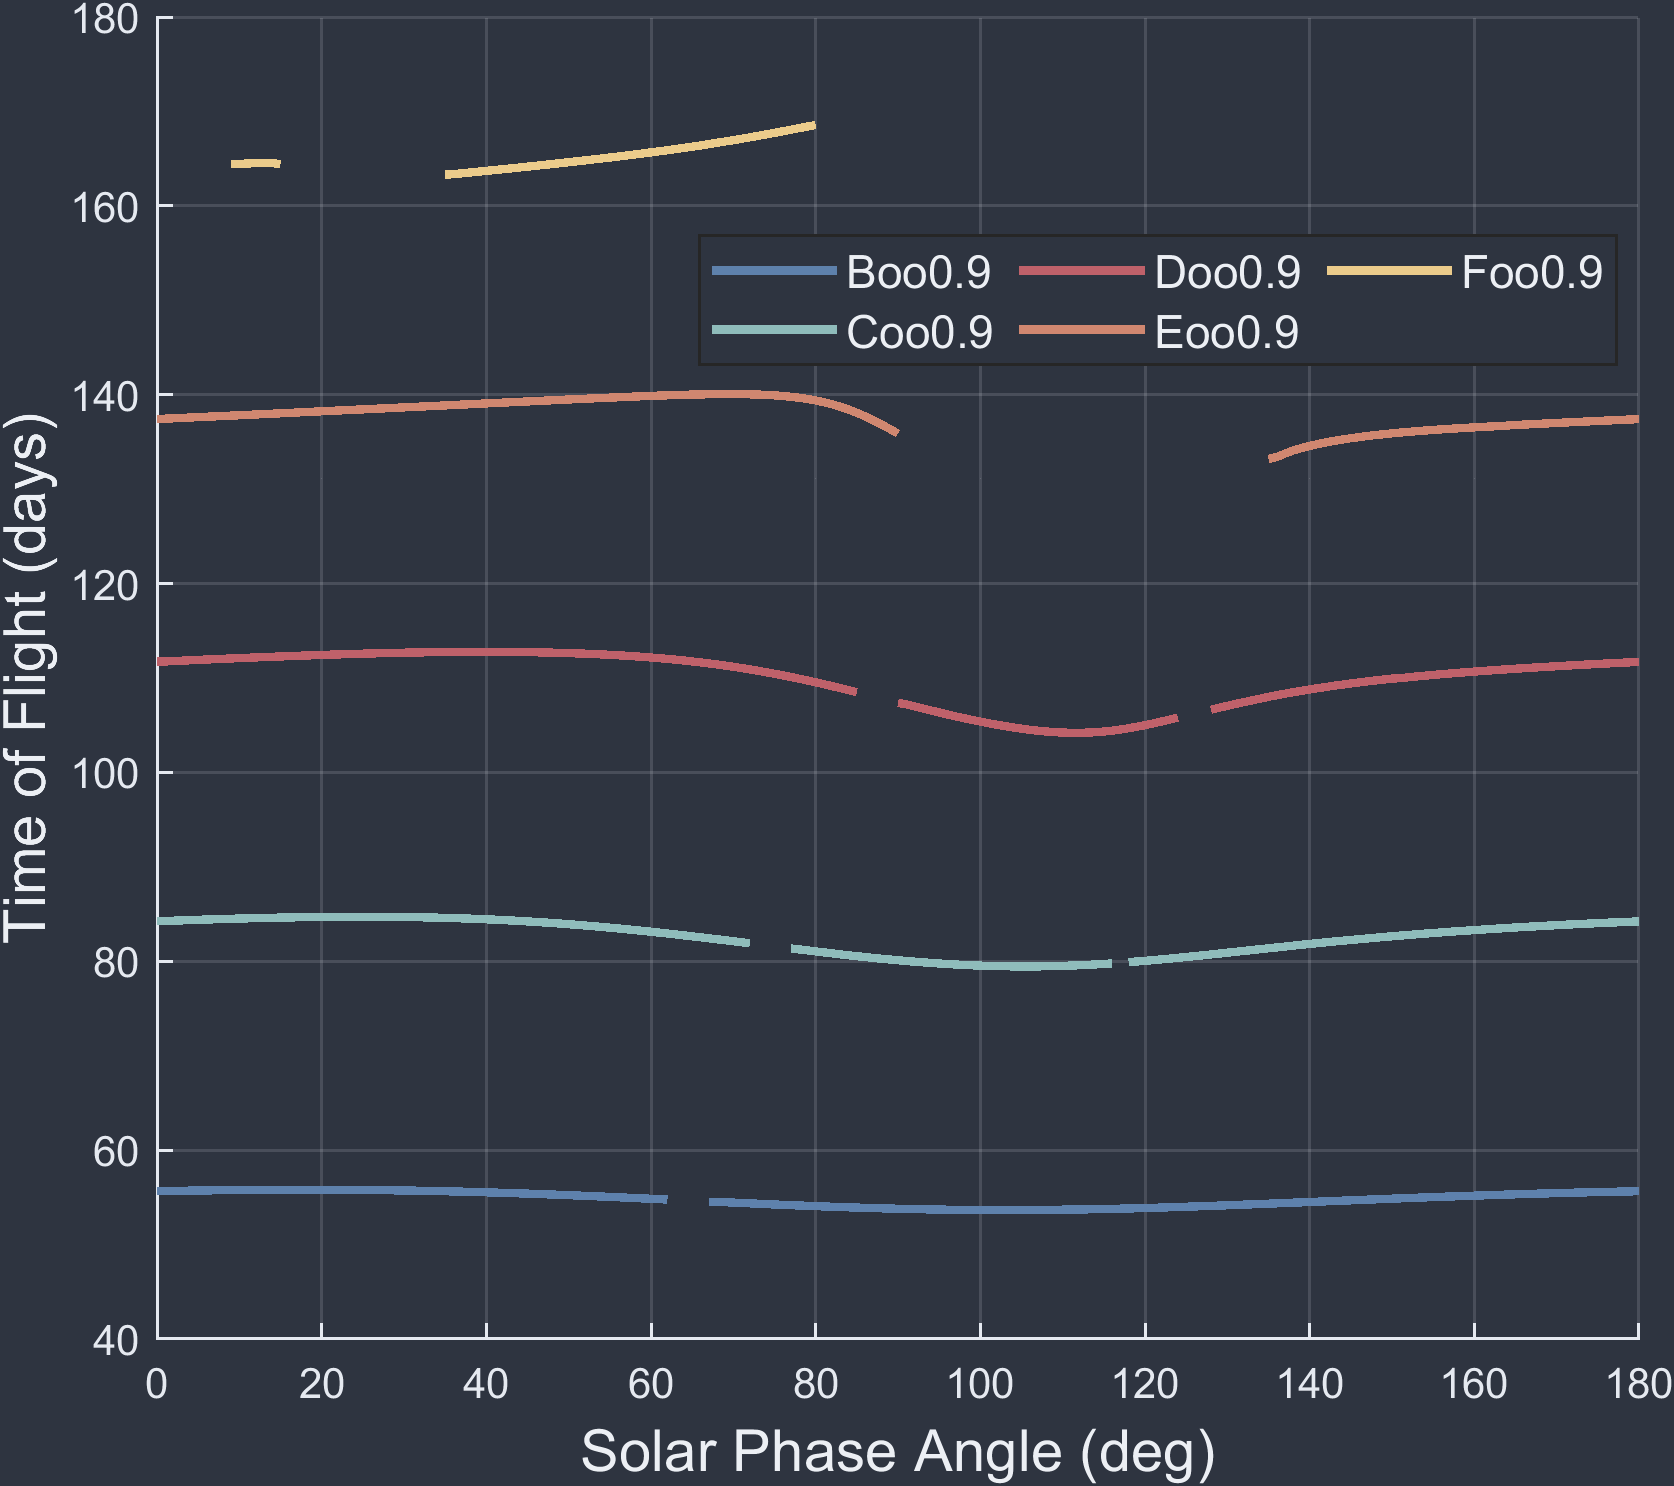 180
160
140
120
100
80
60
40
Time of Flight (days)
Boo0.9 Doo0.9 Foo0.9
Coo0.9 Eoo0.9
0 20 40 60 80 100 120 140 160 180
Solar Phase Angle (deg)